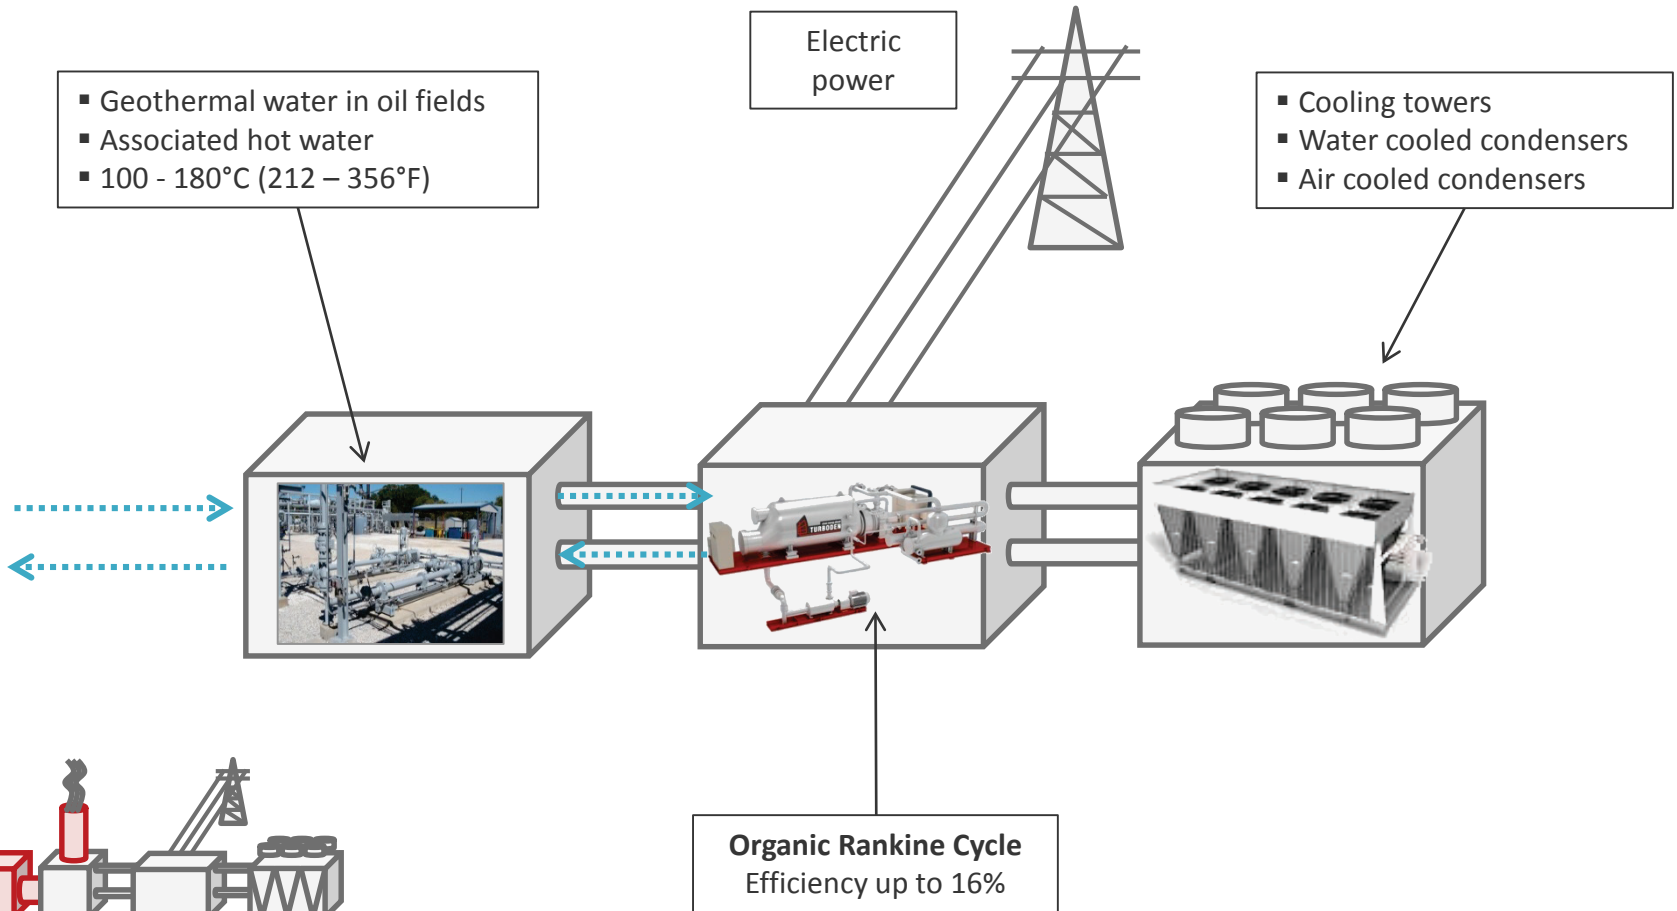 Electric
power
▪ Geothermal water in oil fields
▪ Associated hot water
▪ 100 - 180°C (212 – 356°F)
▪ Cooling towers
▪ Water cooled condensers
▪ Air cooled condensers
TURBODEN
Organic Rankine Cycle
Efficiency up to 16%